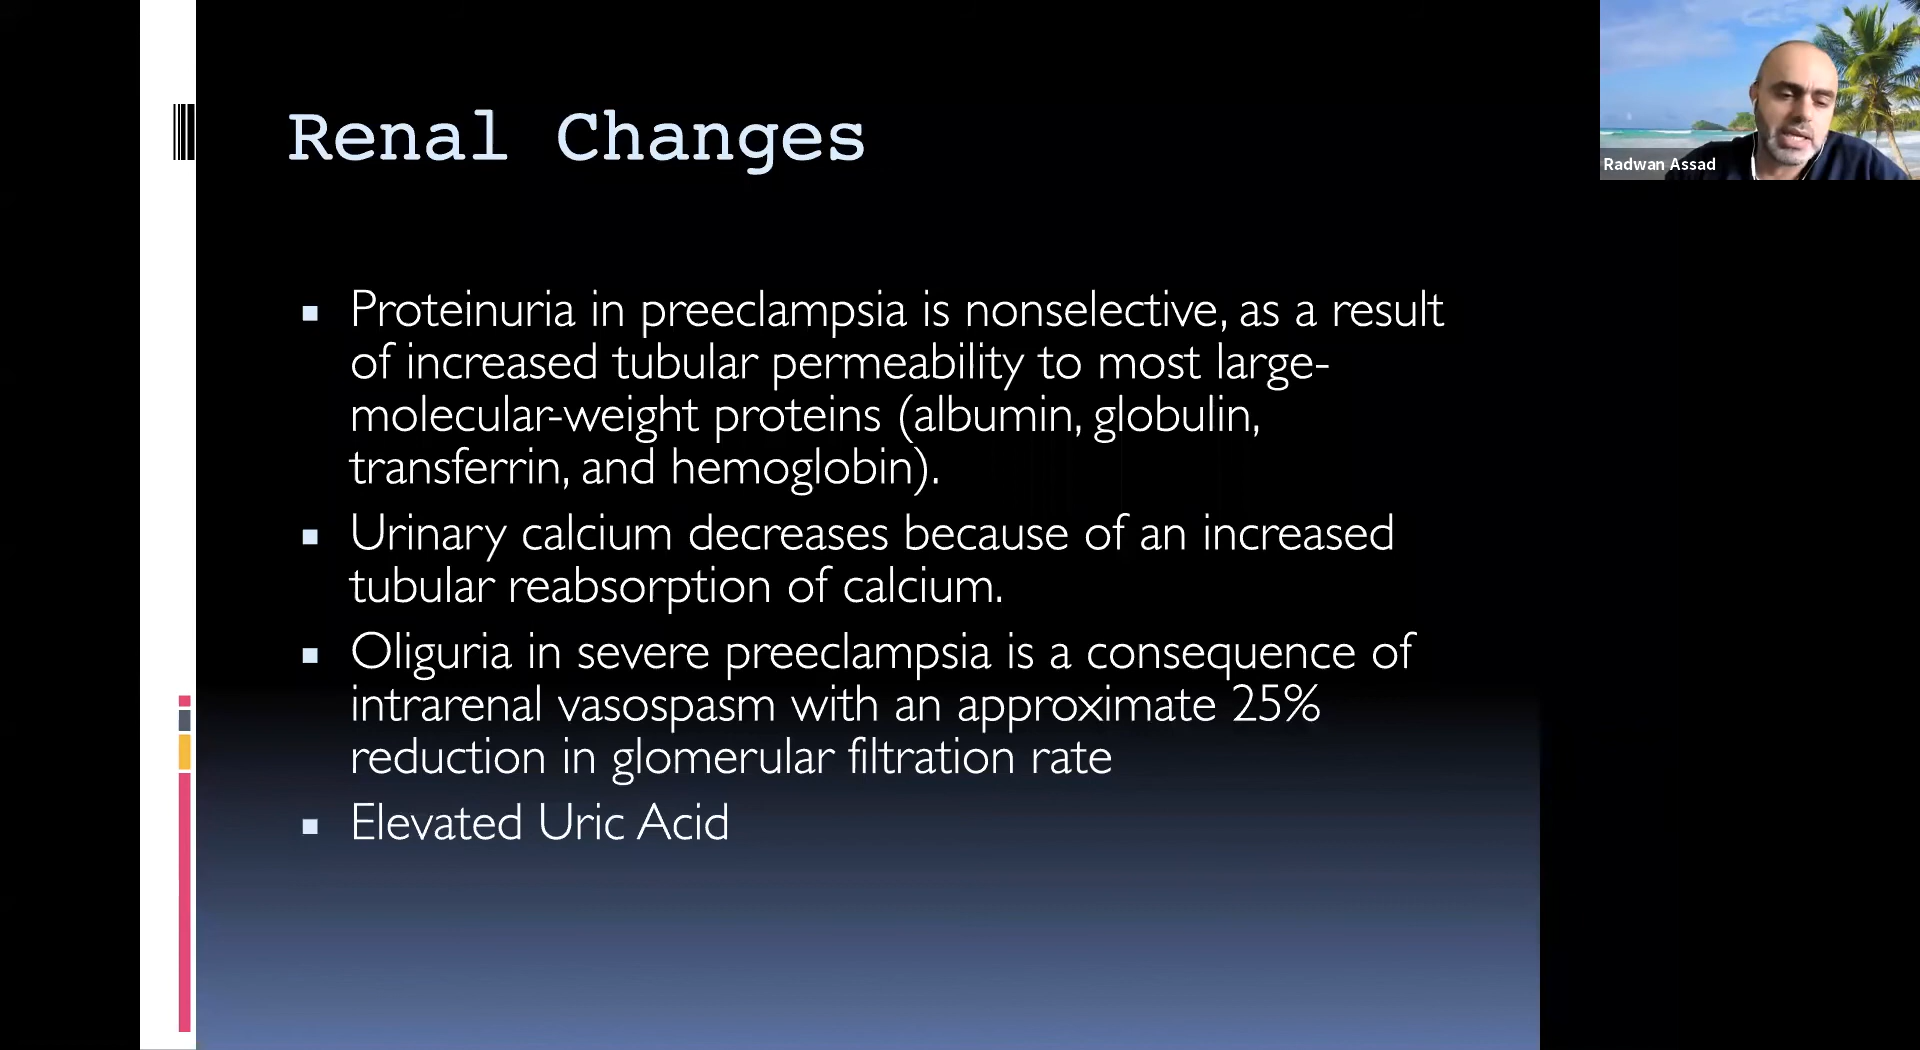 Renal Changes
Radwan Assad
Proteinuria in preeclampsia is nonselective, as a result
of increased tubular permeability to most large-
molecular-weight proteins (albumin, globulin,
transferrin, and hemoglobin).
Urinary calcium decreases because of an increased
tubular reabsorption of calcium.
Oliguria in severe preeclampsia is a consequence of
intrarenal vasospasm with an approximate 25%
reduction in glomerular filtration rate
Elevated Uric Acid